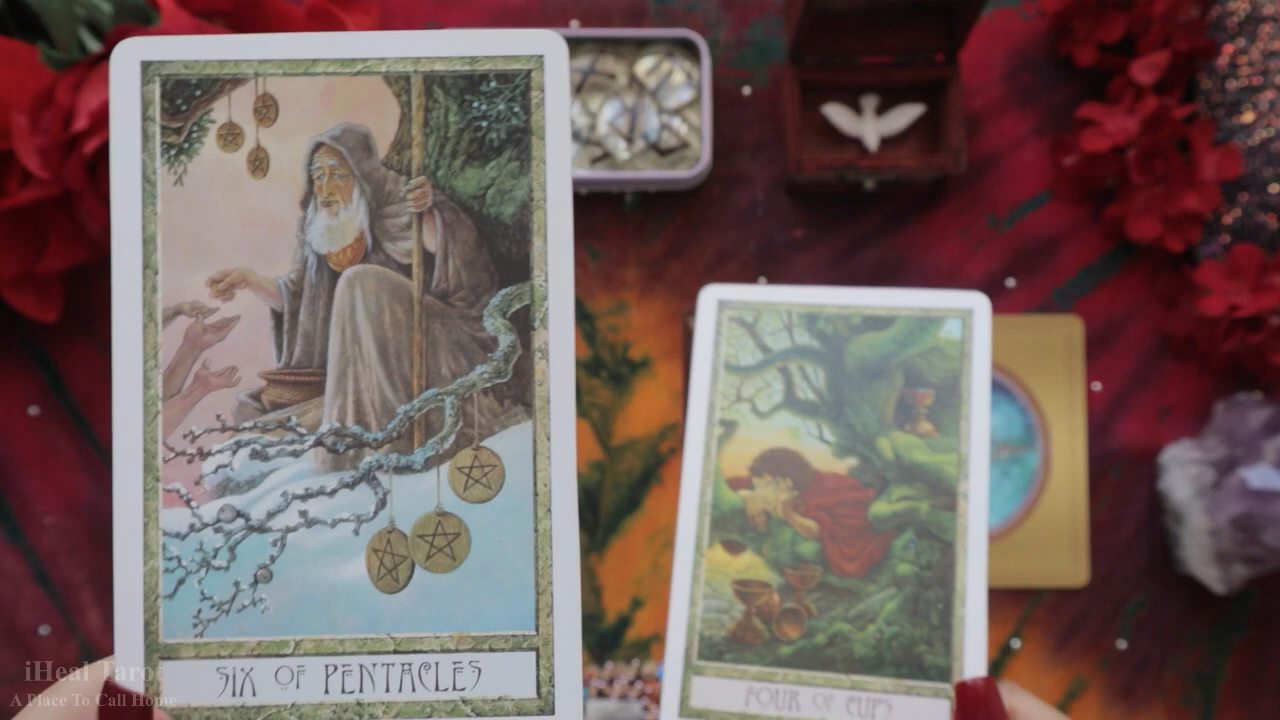 SIX OF PENTACLES
FOUR OF CUPS
iHeal Tarot
A Place To Call Home